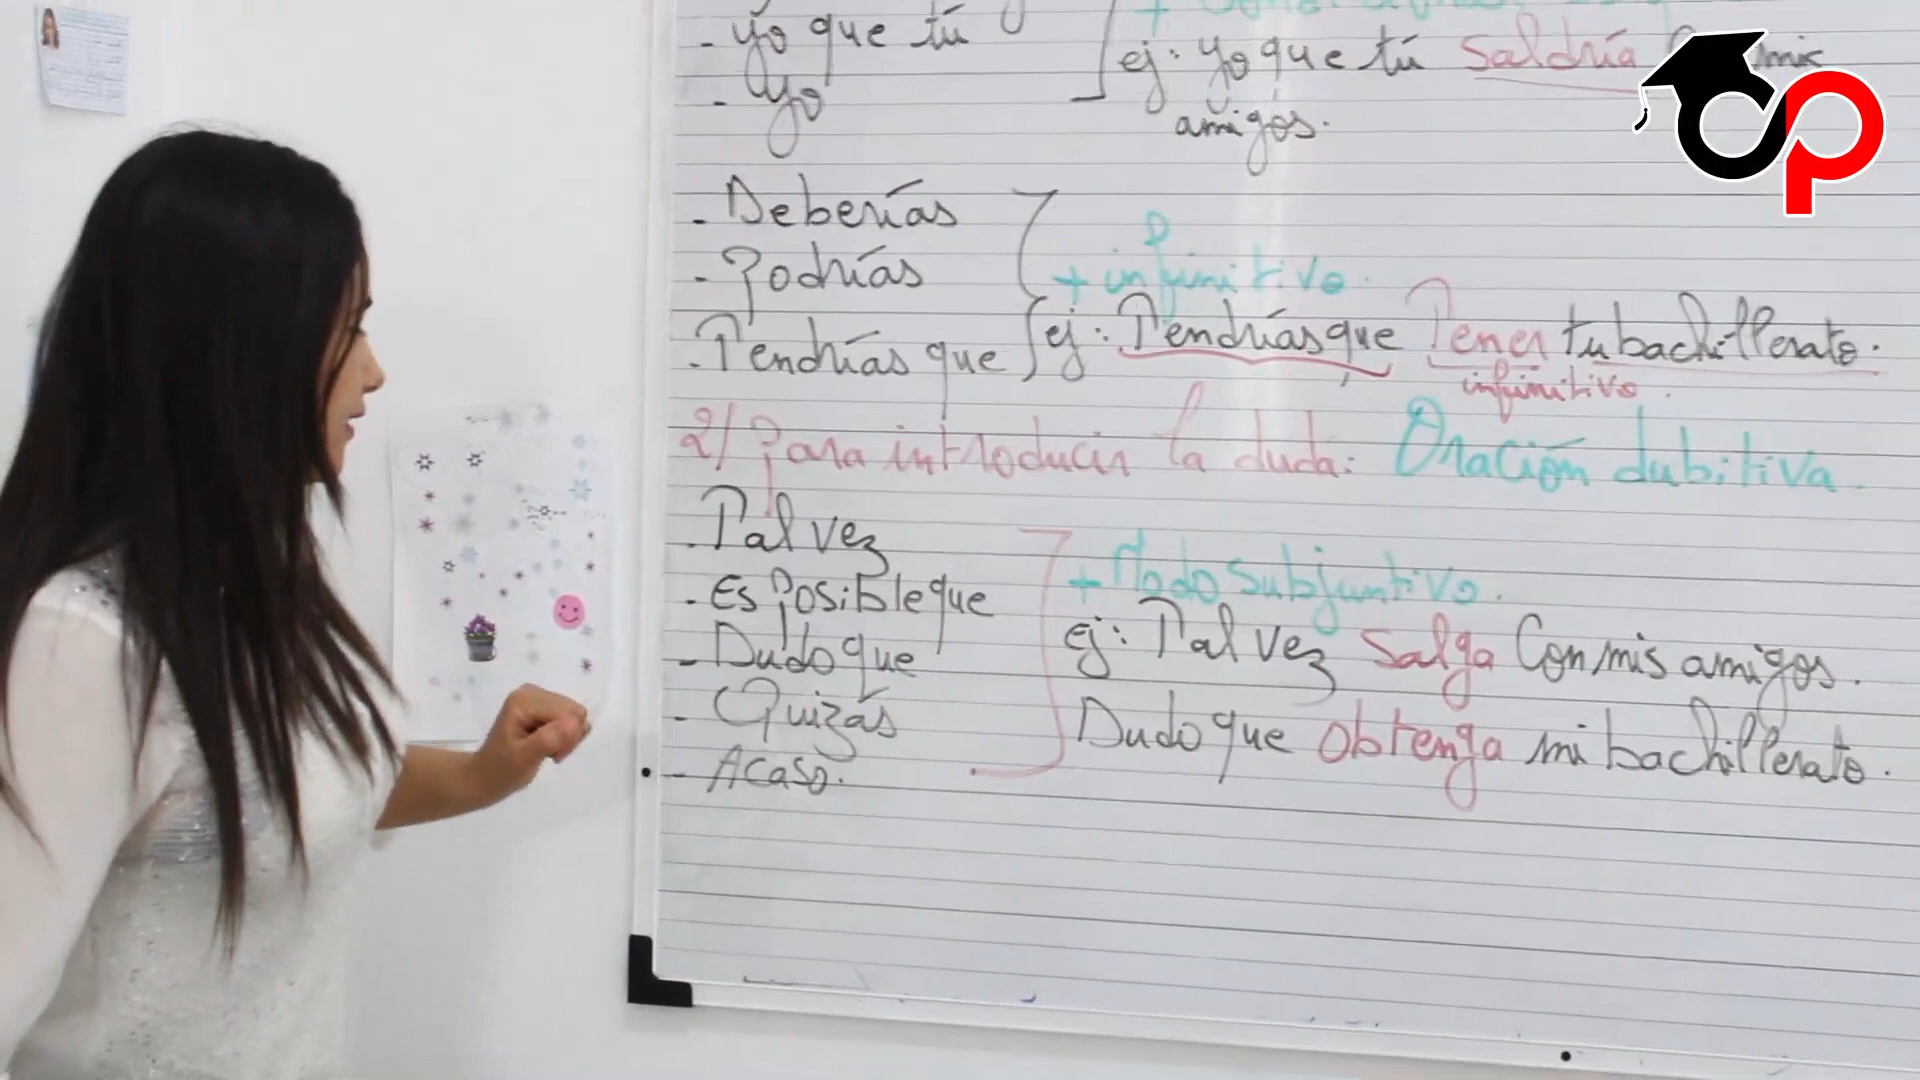 - Yo que tú
- Yo
ej: Yo que tú saldría
amigos.
- Deberías
- Podrías
- Tendrías que
+ infinitivo.
ej: Tendrías que Tener tu bachillerato.
infinitivo.
2/ Para introducir la duda: Oración dubitiva
- Tal vez
- Es Posible que
- Dudo que
- Quizás
- Acaso.
+ Modo Subjuntivo.
Ej: Tal vez salga Con mis amigos.
Dudo que obtenga mi bachillerato.